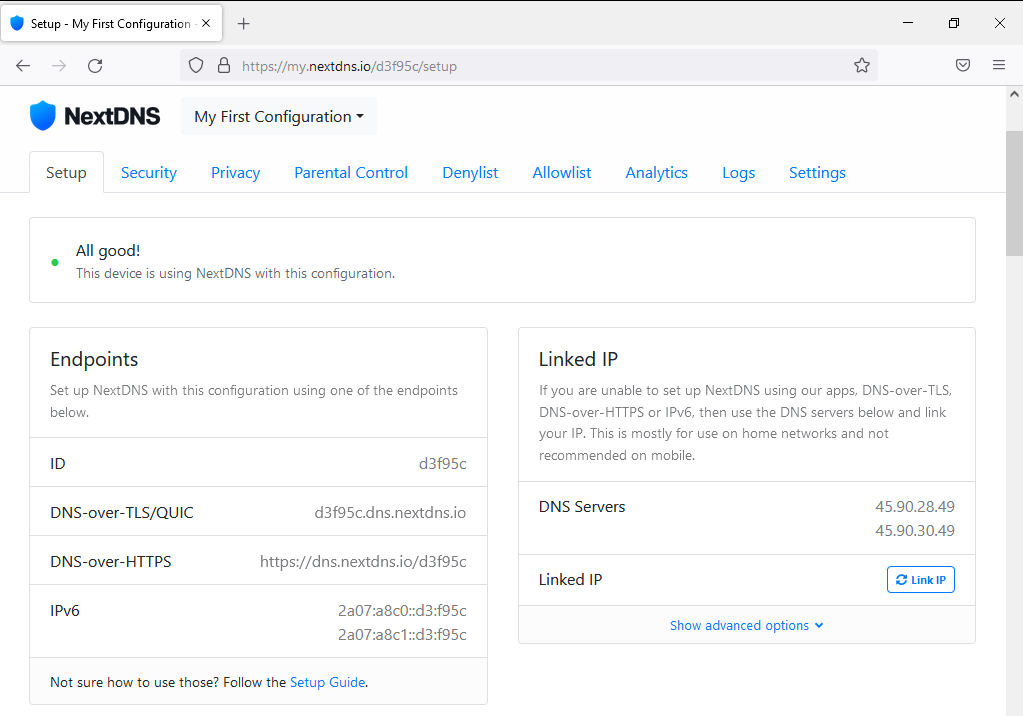 Setup - My First Configuration -
https://my.nextdns.io/d3f95c/setup
NextDNS
My First Configuration
Setup Security Privacy Parental Control Denylist Allowlist Analytics Logs Settings
All good!
This device is using NextDNS with this configuration.
Endpoints
Set up NextDNS with this configuration using one of the endpoints
below.
ID d3f95c
DNS-over-TLS/QUIC d3f95c.dns.nextdns.io
DNS-over-HTTPS https://dns.nextdns.io/d3f95c
IPv6 2a07:a8c0::d3:f95c
2a07:a8c1::d3:f95c
Not sure how to use those? Follow the Setup Guide.
Linked IP
If you are unable to set up NextDNS using our apps, DNS-over-TLS,
DNS-over-HTTPS or IPv6, then use the DNS servers below and link
your IP. This is mostly for use on home networks and not
recommended on mobile.
DNS Servers 45.90.28.49
45.90.30.49
Linked IP Link IP
Show advanced options